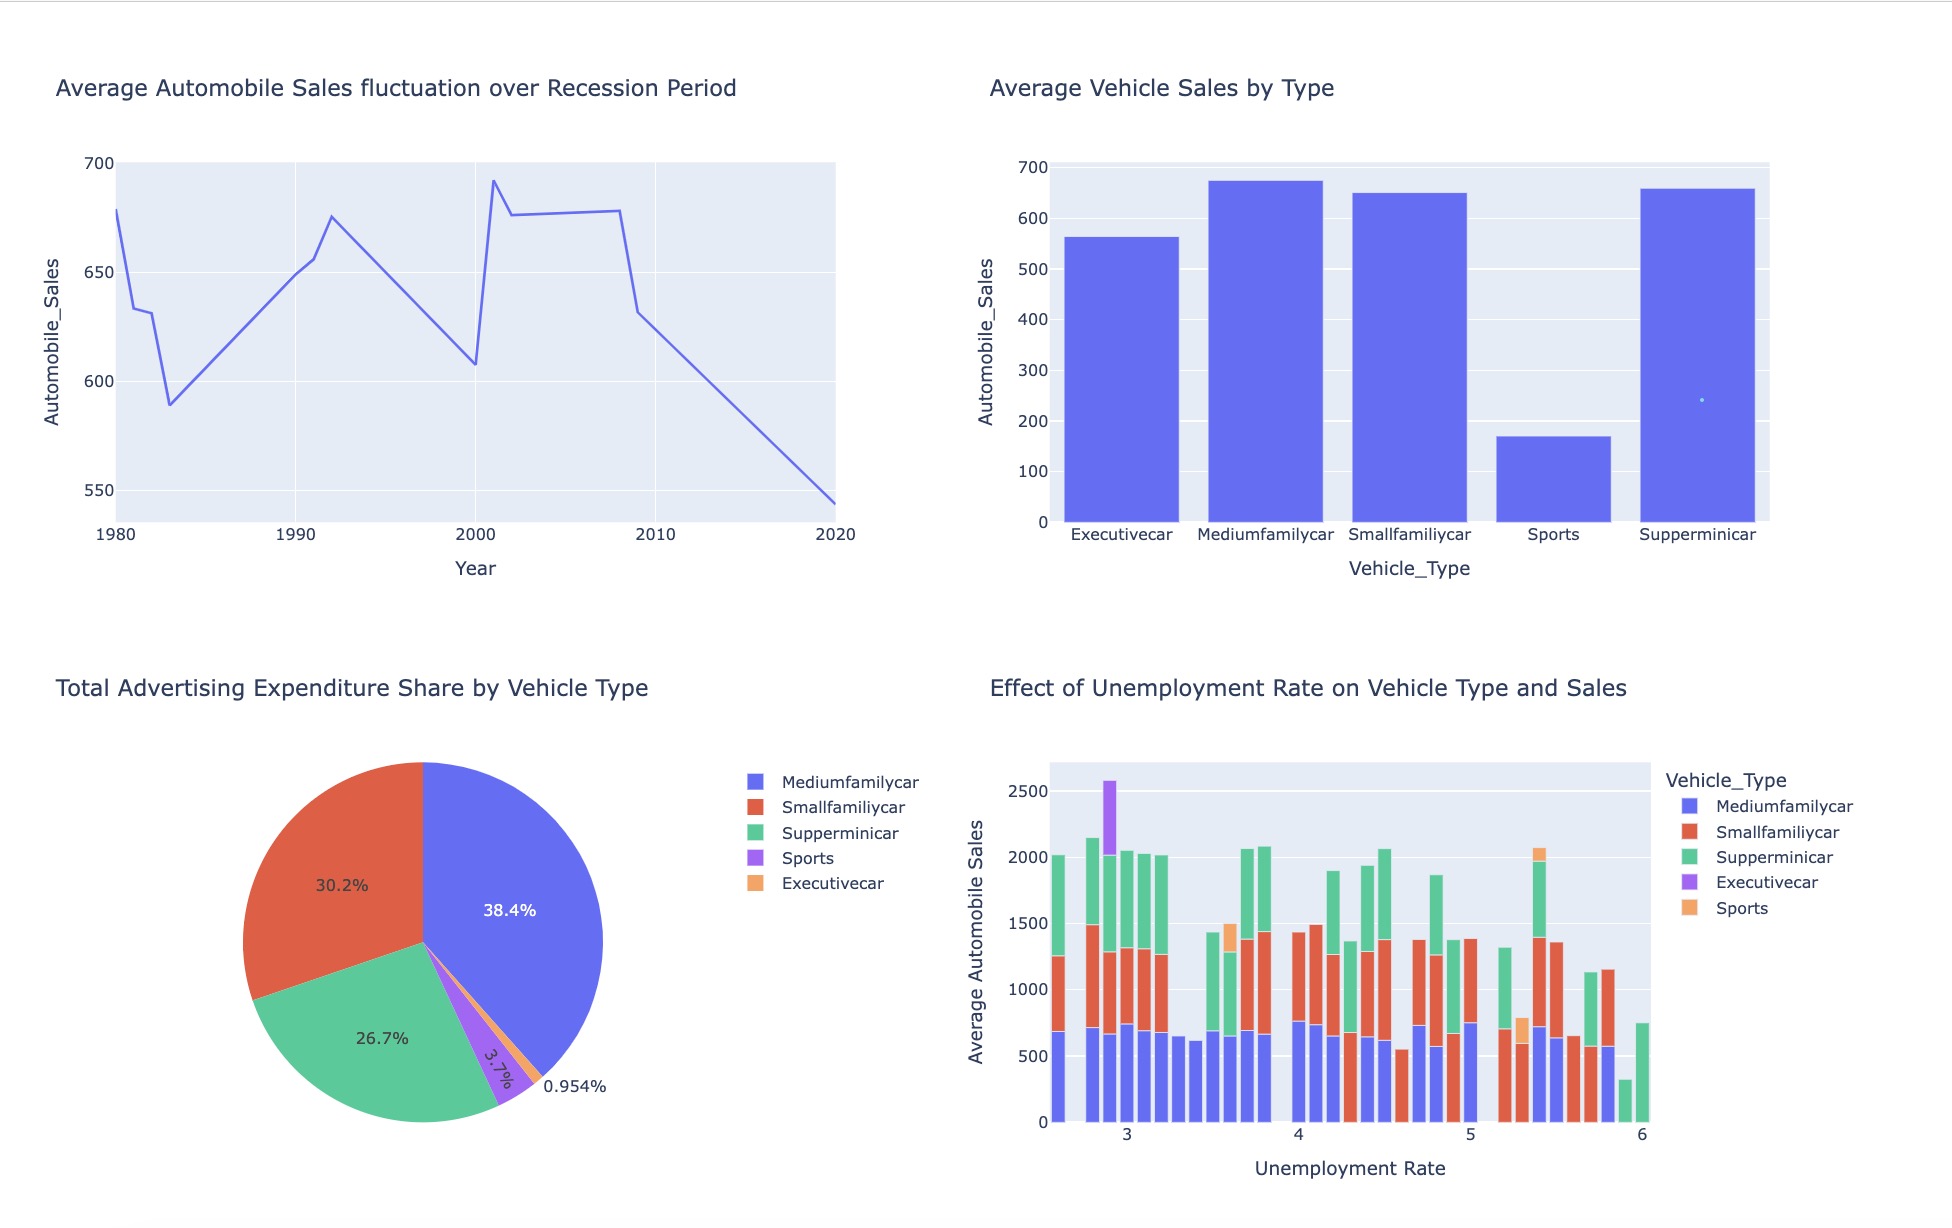 Average Automobile Sales fluctuation over Recession Period
700
650
600
550
Automobile_Sales
1980 1990 2000 2010 2020
Year
Average Vehicle Sales by Type
700
600
500
400
300
200
100
0
Automobile_Sales
Executivecar Mediumfamilycar Smallfamiliycar Sports Supperminicar
Vehicle_Type
Total Advertising Expenditure Share by Vehicle Type
30.2%
38.4%
26.7%
3.7%
0.954%
Mediumfamilycar
Smallfamiliycar
Supperminicar
Sports
Executivecar
Effect of Unemployment Rate on Vehicle Type and Sales
2500
2000
1500
1000
500
0
Average Automobile Sales
3 4 5 6
Unemployment Rate
Vehicle_Type
Mediumfamilycar
Smallfamiliycar
Supperminicar
Executivecar
Sports